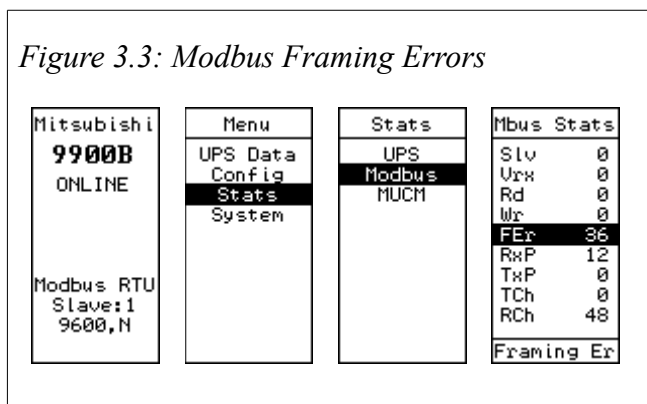 Figure 3.3: Modbus Framing Errors
Mitsubishi
9900B
ONLINE
Modbus RTU
Slave:1
9600,N
Menu
UPS Data
Config
Stats
System
Stats
UPS
Modbus
MUCM
Mbus Stats
Slv 0
Vrx 0
Rd 0
Wr 0
FEr 36
RxP 12
TxP 0
TCh 0
RCh 48
Framing Er